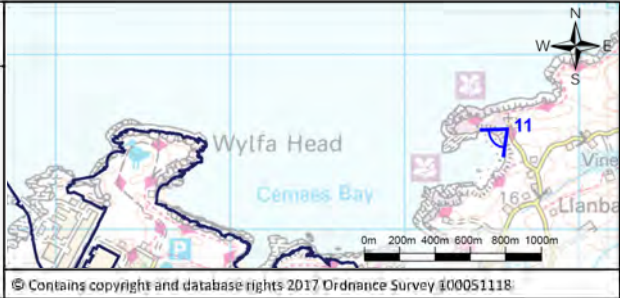 N
W E
S
11
Wylfa Head
Vine
Cemaes Bay
16
Llanba
P
0m 200m 400m 600m 800m 1000m
© Contains copyright and database rights 2017 Ordnance Survey 100051118